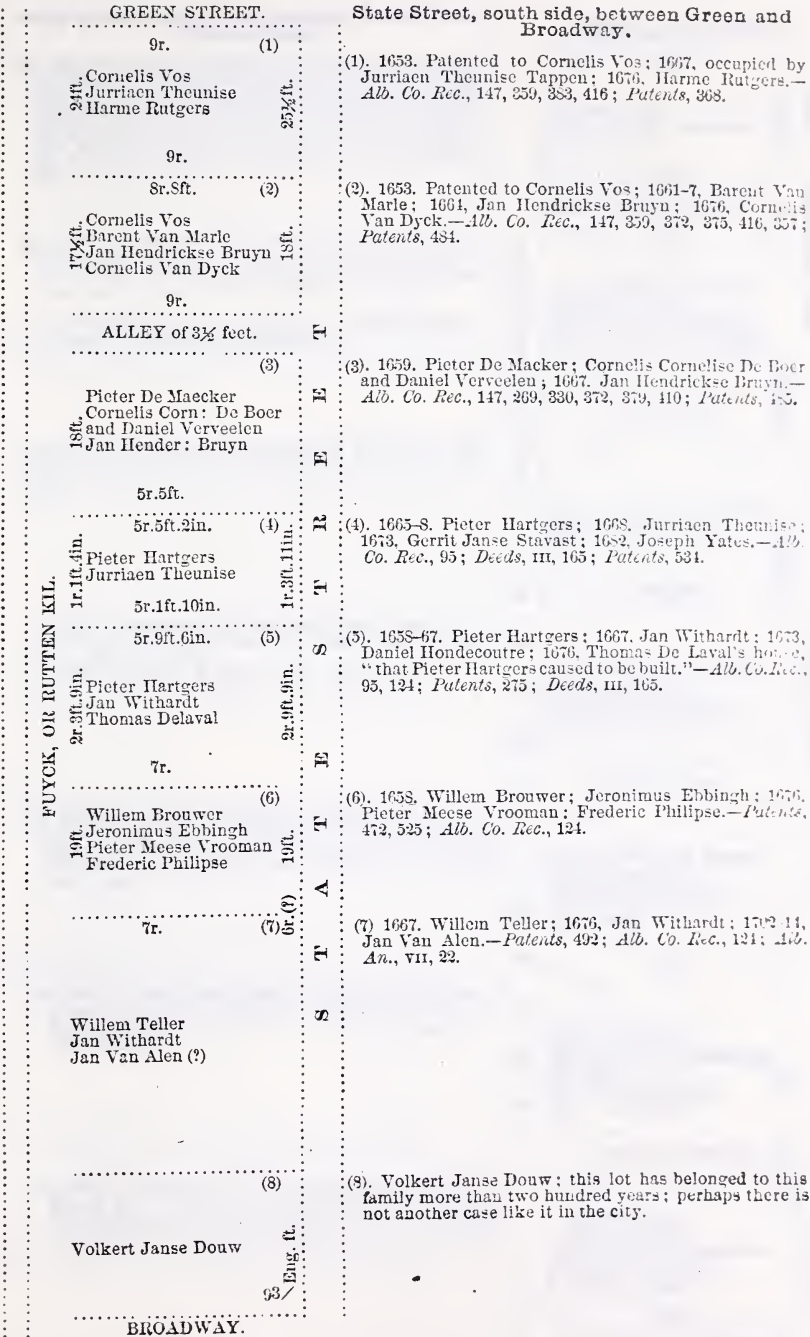 GREEN STREET.
9r. (1)
24ft. Cornelis Vos
Jurriaen Theunise
Harme Rutgers
25½ft.
9r.
8r.8ft. (2)
Cornelis Vos
Barent Van Marle
Jan Hendrickse Bruyn
Cornelis Van Dyck
17½ft.
18ft.
9r.
ALLEY of 3½ feet.
(3)
Pieter De Maecker
Cornelis Corn: De Boer
and Daniel Verveelen
Jan Hender: Bruyn
18ft.
5r.5ft.
5r.5ft.2in. (4)
Pieter Hartgers
Jurriaen Theunise
1r.1ft.4in.
1r.3ft.11in.
5r.1ft.10in.
5r.9ft.6in. (5)
Pieter Hartgers
Jan Withardt
Thomas Delaval
2r.3ft.9in.
2r.9ft.9in.
7r.
(6)
Willem Brouwer
Jeronimus Ebbingh
Pieter Meese Vrooman
Frederic Philipse
19ft.
19ft.
7r. (7)
6r.(?)
Willem Teller
Jan Withardt
Jan Van Alen (?)
(8)
Volkert Janse Douw
93/ Eng. ft.
BROADWAY.
FUYCK, OR RUTTEN KIL.
STATE STREET
State Street, south side, between Green and
Broadway.
(1). 1653. Patented to Cornelis Vos; 1667, occupied by
Jurriaen Theunise Tappen; 1676, Harme Rutgers.—
Alb. Co. Rec., 147, 359, 383, 416; Patents, 368.
(2). 1653. Patented to Cornelis Vos; 1661-7, Barent Van
Marle; 1664, Jan Hendrickse Bruyn; 1676, Cornelis
Van Dyck.—Alb. Co. Rec., 147, 359, 372, 375, 416, 357;
Patents, 484.
(3). 1659. Pieter De Macker; Cornelis Cornelise De Boer
and Daniel Verveelen; 1667. Jan Hendrickse Bruyn.—
Alb. Co. Rec., 147, 269, 330, 372, 379, 410; Patents,
(4). 1665-8. Pieter Hartgers; 1668. Jurriaen Theunise;
1673, Gerrit Janse Stavast; 1682, Joseph Yates.—Alb.
Co. Rec., 95; Deeds, III, 165; Patents, 534.
(5). 1658-67. Pieter Hartgers; 1667. Jan Withardt; 1673,
Daniel Hondecoutre; 1676, Thomas De Laval's house,
"that Pieter Hartgers caused to be built."—Alb. Co. Rec.,
95, 124; Patents, 275; Deeds, III, 165.
(6). 1658. Willem Brouwer; Jeronimus Ebbingh; 1676.
Pieter Meese Vrooman; Frederic Philipse.—Patents,
472, 525; Alb. Co. Rec., 124.
(7) 1667. Willem Teller; 1676, Jan Withardt; 1702-14,
Jan Van Alen.—Patents, 492; Alb. Co. Rec., 124; Alb.
An., VII, 22.
(8). Volkert Janse Douw; this lot has belonged to this
family more than two hundred years; perhaps there is
not another case like it in the city.